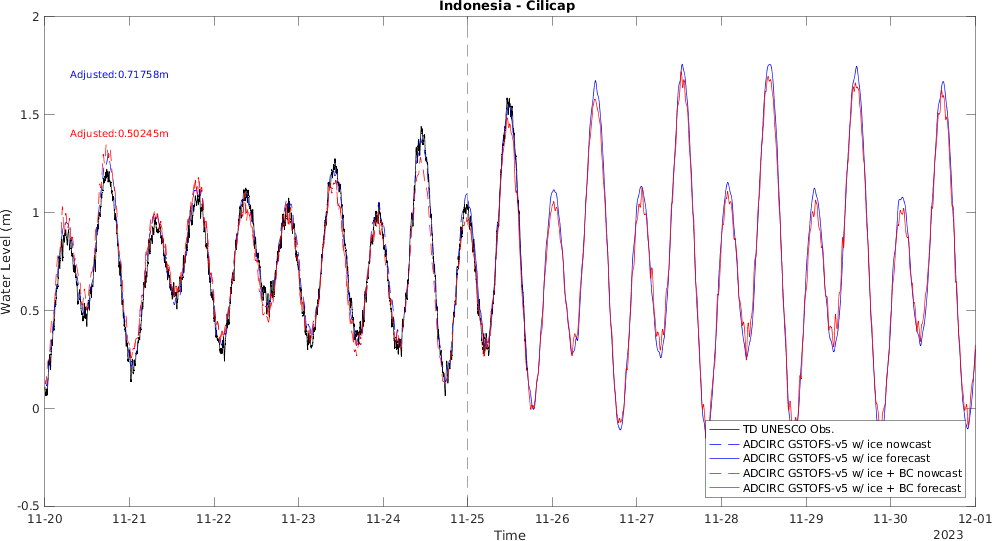 Indonesia - Cilicap
2
1.5
1
0.5
0
-0.5
Water Level (m)
Adjusted:0.71758m
Adjusted:0.50245m
TD UNESCO Obs.
ADCIRC GSTOFS-v5 w/ ice nowcast
ADCIRC GSTOFS-v5 w/ ice forecast
ADCIRC GSTOFS-v5 w/ ice + BC nowcast
ADCIRC GSTOFS-v5 w/ ice + BC forecast
11-20 11-21 11-22 11-23 11-24 11-25 11-26 11-27 11-28 11-29 11-30 12-01
Time
2023